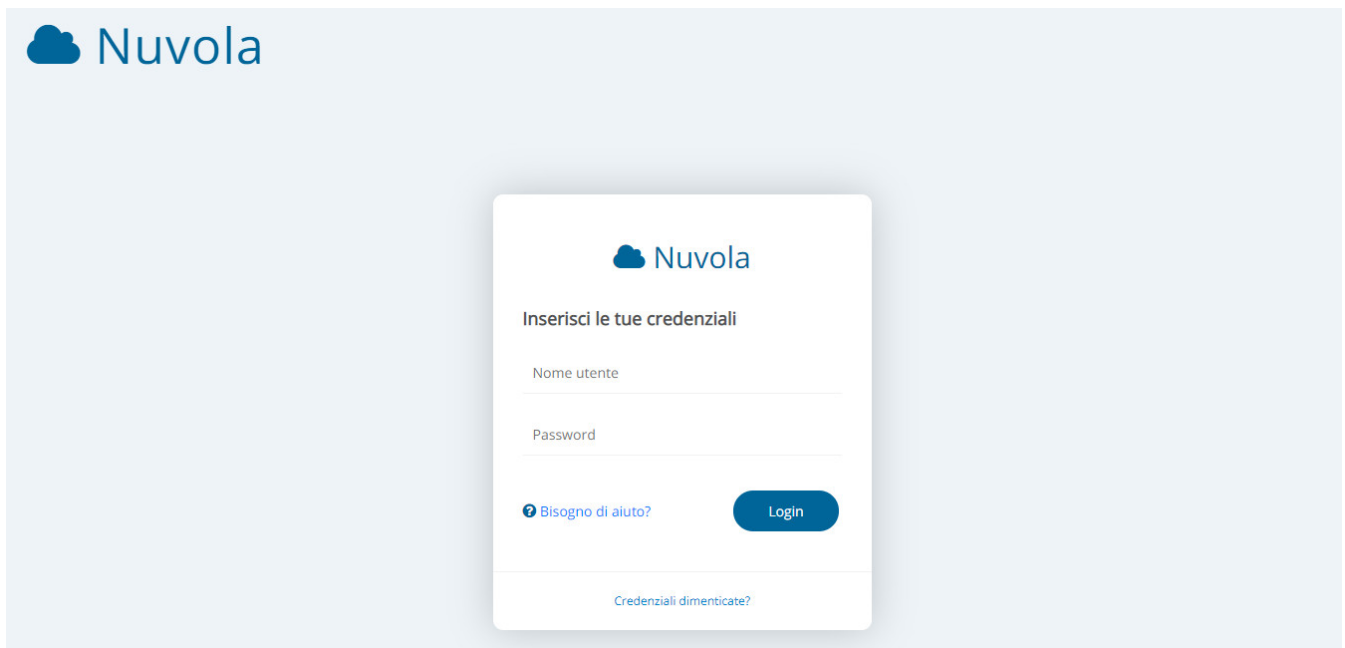 Nuvola
Nuvola
Inserisci le tue credenziali
Nome utente
Password
Bisogno di aiuto?
Login
Credenziali dimenticate?